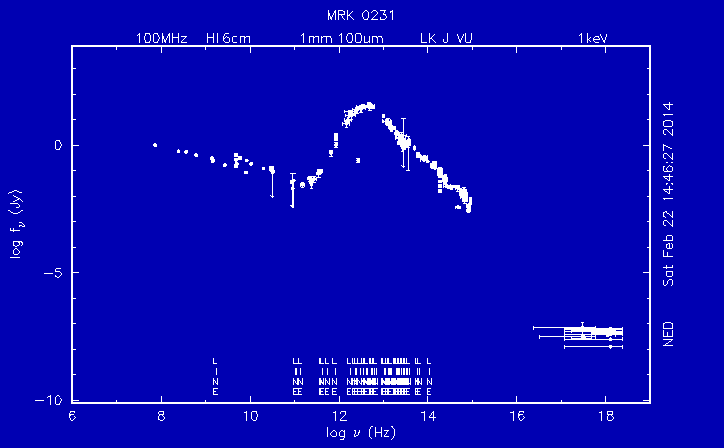 MRK 0231
100MHz HI 6cm 1mm 100um LK J VU 1keV
0
−5
−10
log fν (Jy)
L L L L L L L L L L L L L L L L L L L
I I I I I I I I I I I I I I I I I I I
N N N N N N N N N N N N N N N N N N N
E E E E E E E E E E E E E E E E E E E
6 8 10 12 14 16 18
log ν (Hz)
NED Sat Feb 22 14:46:27 2014